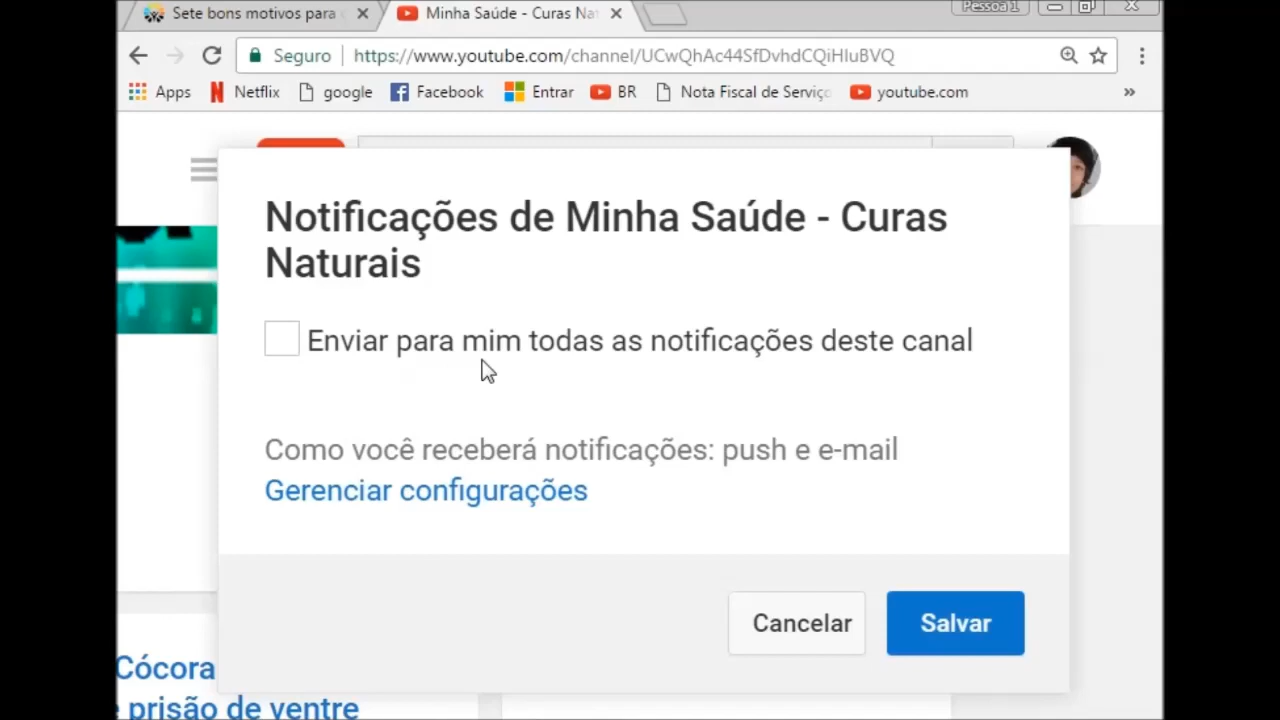 Sete bons motivos para
Minha Saúde - Curas Nat
Pessoa 1
Seguro
https://www.youtube.com/channel/UCwQhAc44SfDvhdCQiHIuBVQ
Apps
Netflix
google
Facebook
Entrar
BR
Nota Fiscal de Serviço
youtube.com
»
Notificações de Minha Saúde - Curas
Naturais
Enviar para mim todas as notificações deste canal
Como você receberá notificações: push e e-mail
Gerenciar configurações
Cancelar
Salvar
Cócora
e prisão de ventre